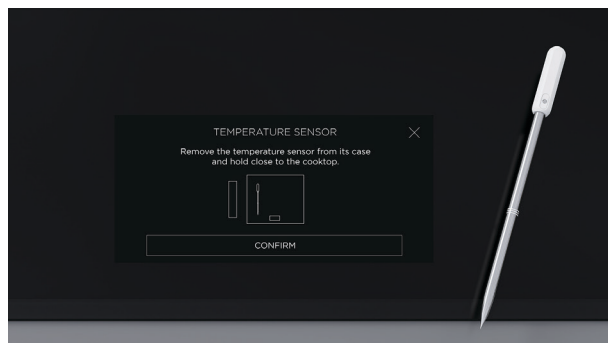 TEMPERATURE SENSOR
Remove the temperature sensor from its case
and hold close to the cooktop.
CONFIRM